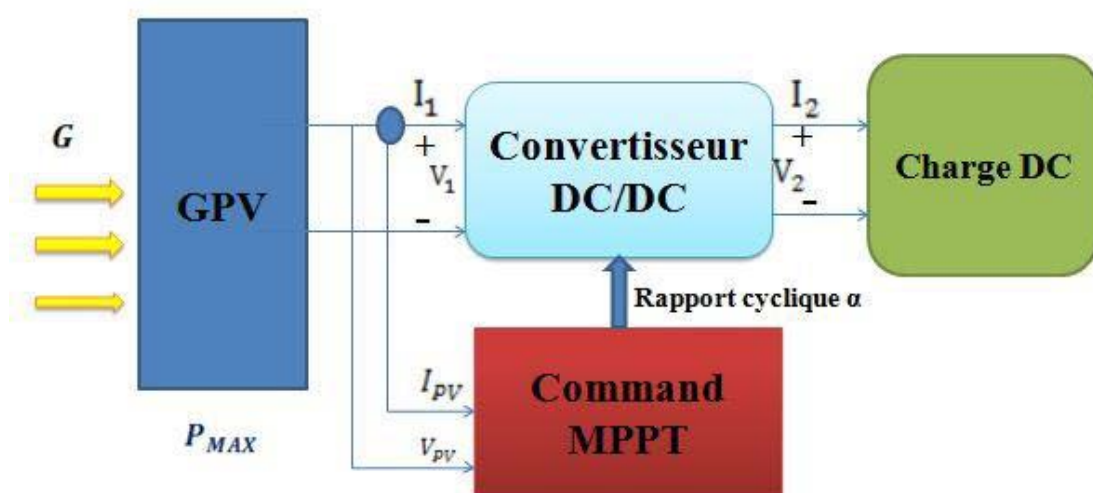 G
GPV
P_MAX
I_1
+
V_1
-
Convertisseur
DC/DC
I_2
+
V_2
-
Charge DC
Rapport cyclique α
I_PV
V_PV
Command
MPPT